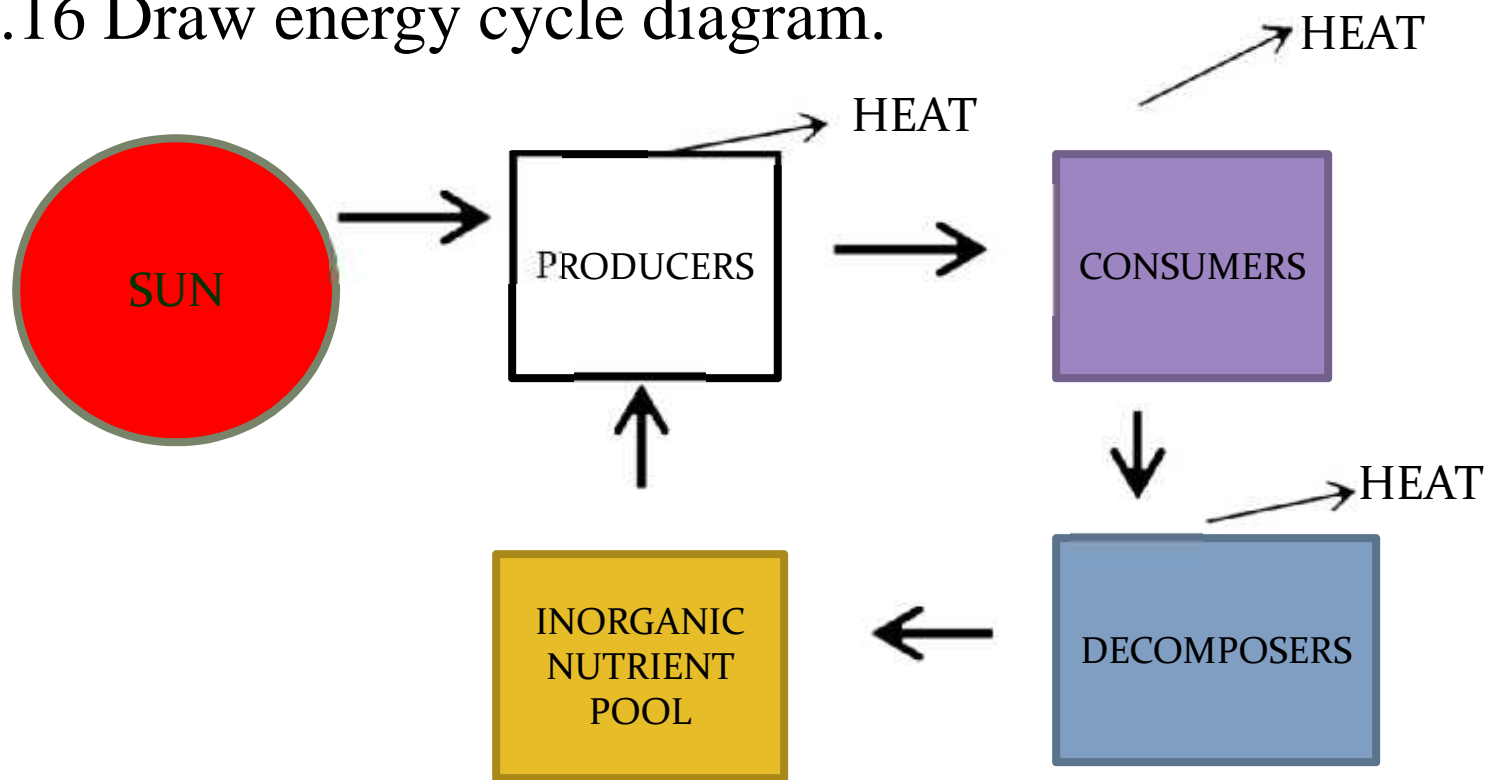 .16 Draw energy cycle diagram.
HEAT
HEAT
SUN
PRODUCERS
CONSUMERS
HEAT
INORGANIC
NUTRIENT
POOL
DECOMPOSERS